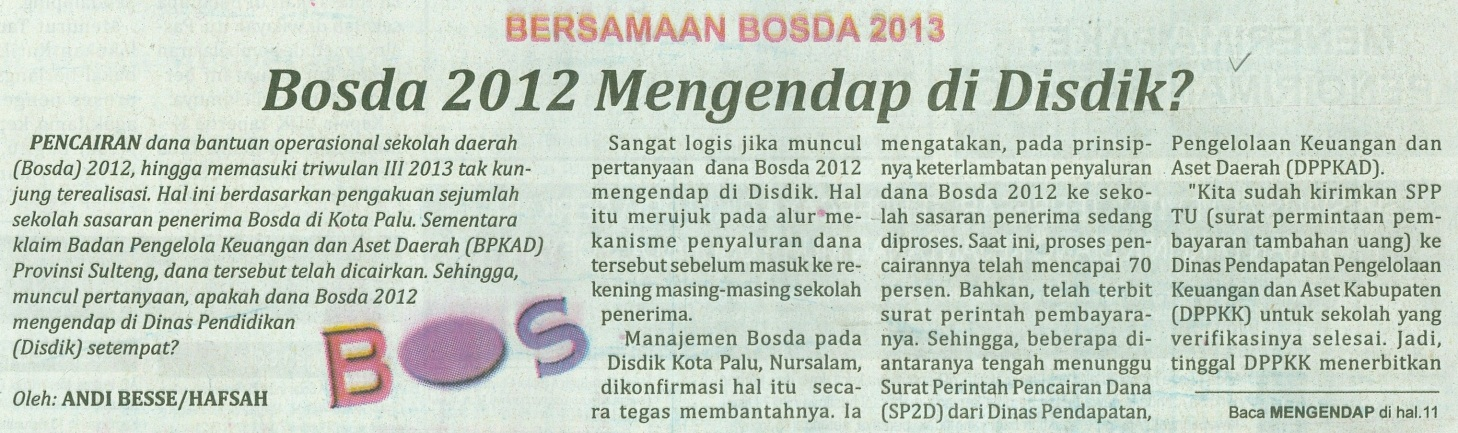 BERSAMAAN BOSDA 2013
Bosda 2012 Mengendap di Disdik?
PENCAIRAN dana bantuan operasional sekolah daerah
(Bosda) 2012, hingga memasuki triwulan III 2013 tak kun-
jung terealisasi. Hal ini berdasarkan pengakuan sejumlah
sekolah sasaran penerima Bosda di Kota Palu. Sementara
klaim Badan Pengelola Keuangan dan Aset Daerah (BPKAD)
Provinsi Sulteng, dana tersebut telah dicairkan. Sehingga,
muncul pertanyaan, apakah dana Bosda 2012
mengendap di Dinas Pendidikan
(Disdik) setempat?
Oleh: ANDI BESSE/HAFSAH
BOS
Sangat logis jika muncul
pertanyaan dana Bosda 2012
mengendap di Disdik. Hal
itu merujuk pada alur me-
kanisme penyaluran dana
tersebut sebelum masuk ke re-
kening masing-masing sekolah
penerima.
Manajemen Bosda pada
Disdik Kota Palu, Nursalam,
dikonfirmasi hal itu seca-
ra tegas membantahnya. Ia
mengatakan, pada prinsip-
nya keterlambatan penyaluran
dana Bosda 2012 ke seko-
lah sasaran penerima sedang
diproses. Saat ini, proses pen-
cairannya telah mencapai 70
persen. Bahkan, telah terbit
surat perintah pembayara-
nya. Sehingga, beberapa di-
antaranya tengah menunggu
Surat Perintah Pencairan Dana
(SP2D) dari Dinas Pendapatan,
Pengelolaan Keuangan dan
Aset Daerah (DPPKAD).
"Kita sudah kirimkan SPP
TU (surat permintaan pem-
bayaran tambahan uang) ke
Dinas Pendapatan Pengelolaan
Keuangan dan Aset Kabupaten
(DPPKK) untuk sekolah yang
verifikasinya selesai. Jadi,
tinggal DPPKK menerbitkan
Baca MENGENDAP di hal.11